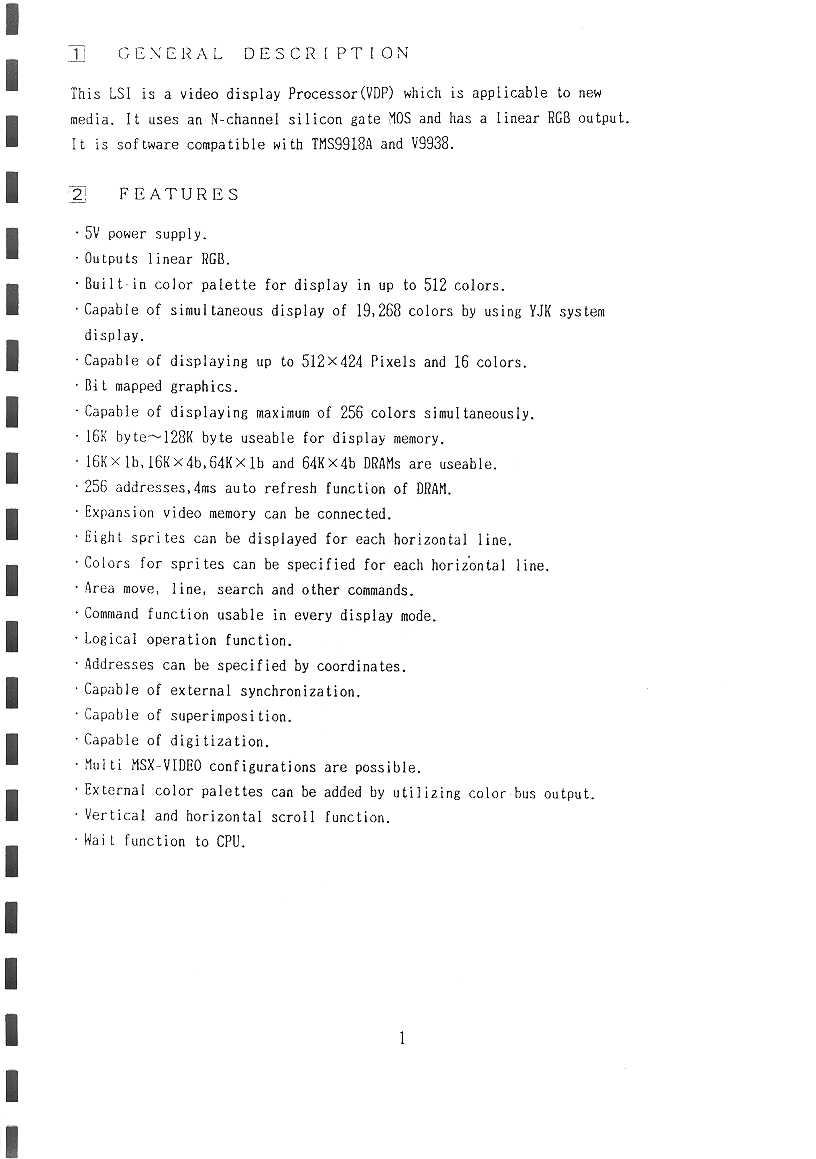 1 GENERAL DESCRIPTION
This LSI is a video display Processor(VDP) which is applicable to new
media. It uses an N-channel silicon gate MOS and has a linear RGB output.
It is software compatible with TMS9918A and V9938.
2 FEATURES
・5V power supply.
・Outputs linear RGB.
・Built-in color palette for display in up to 512 colors.
・Capable of simultaneous display of 19,268 colors by using YJK system
display.
・Capable of displaying up to 512×424 Pixels and 16 colors.
・Bit mapped graphics.
・Capable of displaying maximum of 256 colors simultaneously.
・16K byte～128K byte useable for display memory.
・16K×1b,16K×4b,64K×1b and 64K×4b DRAMs are useable.
・256 addresses,4ms auto refresh function of DRAM.
・Expansion video memory can be connected.
・Eight sprites can be displayed for each horizontal line.
・Colors for sprites can be specified for each horizontal line.
・Area move, line, search and other commands.
・Command function usable in every display mode.
・Logical operation function.
・Addresses can be specified by coordinates.
・Capable of external synchronization.
・Capable of superimposition.
・Capable of digitization.
・Multi MSX-VIDEO configurations are possible.
・External color palettes can be added by utilizing color bus output.
・Vertical and horizontal scroll function.
・Wait function to CPU.
1